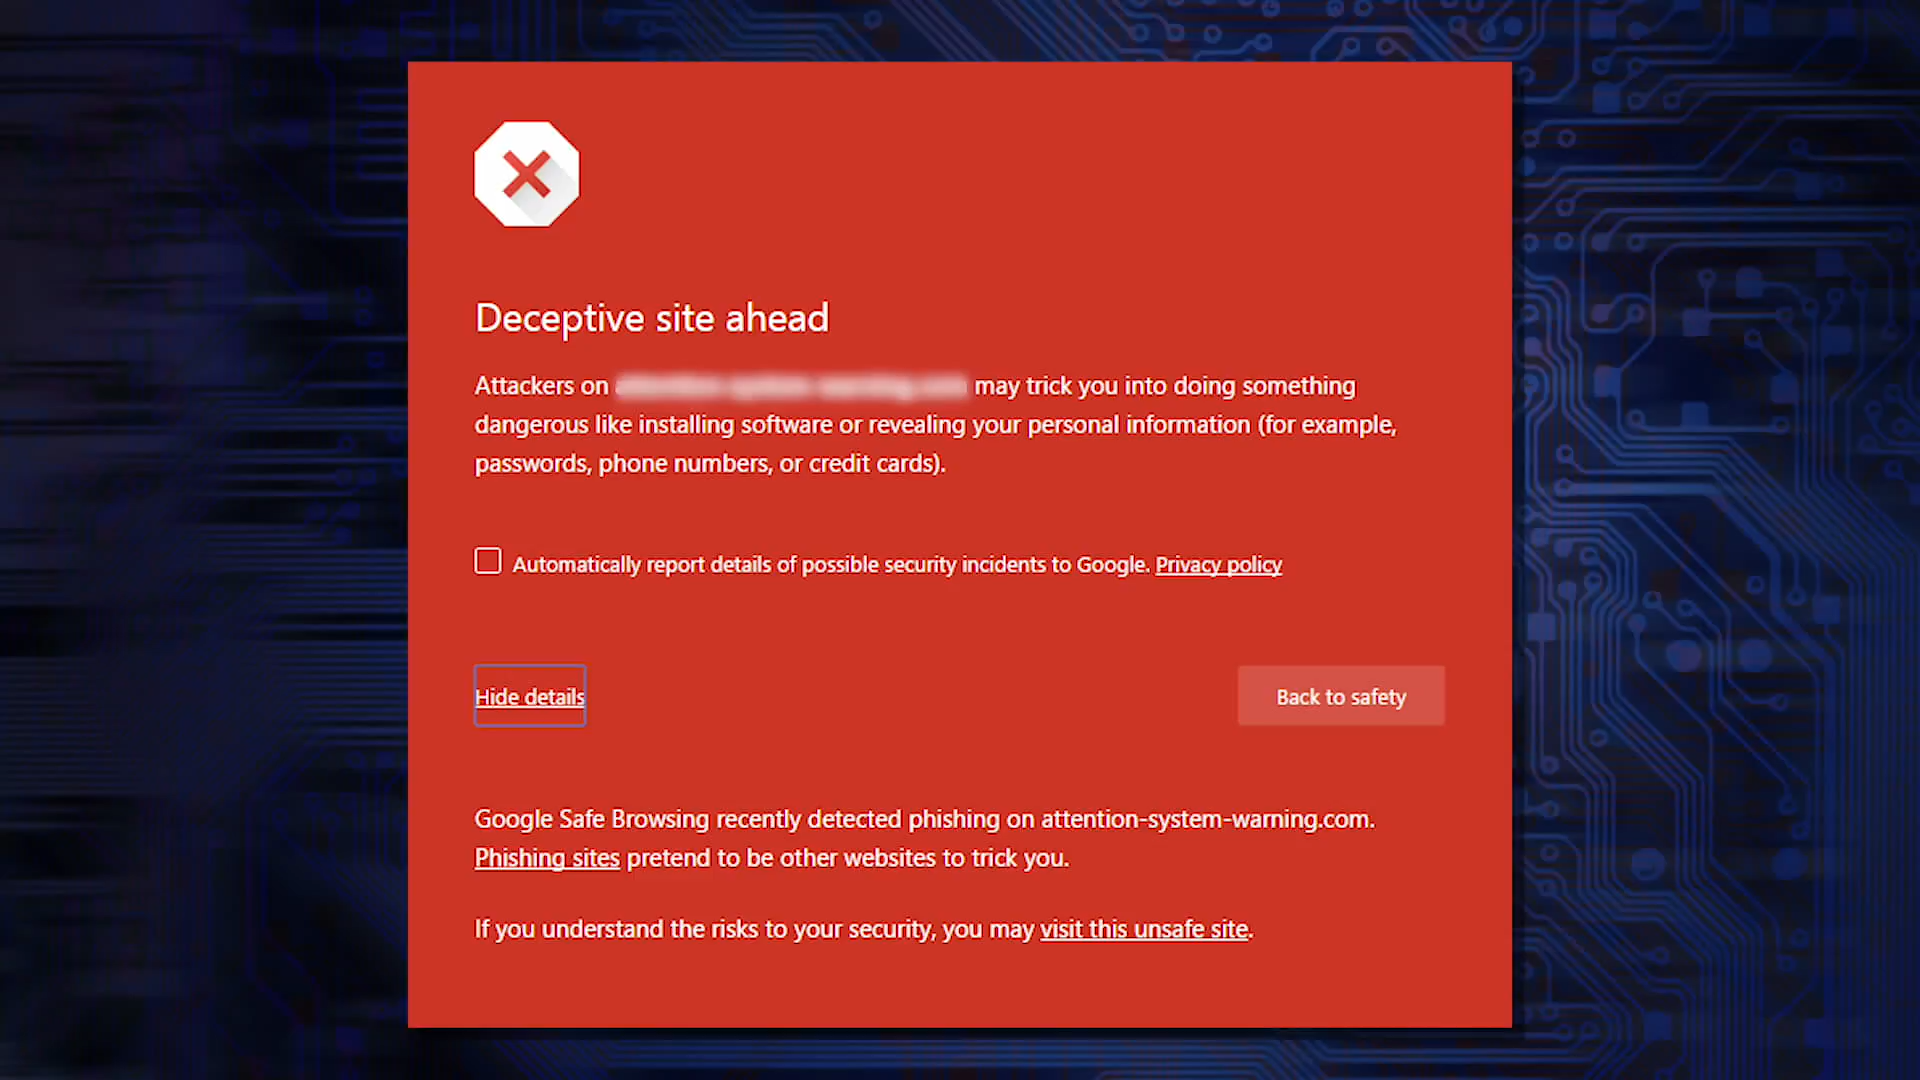 Deceptive site ahead
Attackers on may trick you into doing something
dangerous like installing software or revealing your personal information (for example,
passwords, phone numbers, or credit cards).
Automatically report details of possible security incidents to Google. Privacy policy
Hide details
Back to safety
Google Safe Browsing recently detected phishing on attention-system-warning.com.
Phishing sites pretend to be other websites to trick you.
If you understand the risks to your security, you may visit this unsafe site.